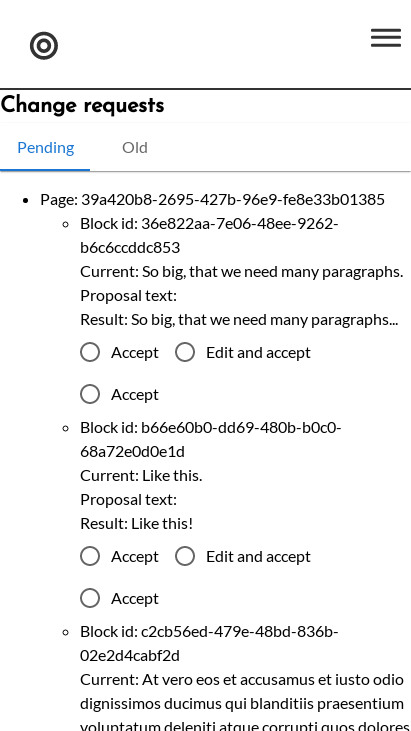 Change requests
Pending Old
Page: 39a420b8-2695-427b-96e9-fe8e33b01385
Block id: 36e822aa-7e06-48ee-9262-
b6c6ccddc853
Current: So big, that we need many paragraphs.
Proposal text:
Result: So big, that we need many paragraphs...
Accept Edit and accept
Accept
Block id: b66e60b0-dd69-480b-b0c0-
68a72e0d0e1d
Current: Like this.
Proposal text:
Result: Like this!
Accept Edit and accept
Accept
Block id: c2cb56ed-479e-48bd-836b-
02e2d4cabf2d
Current: At vero eos et accusamus et iusto odio
dignissimos ducimus qui blanditiis praesentium
voluptatum deleniti atque corrupti quos dolores